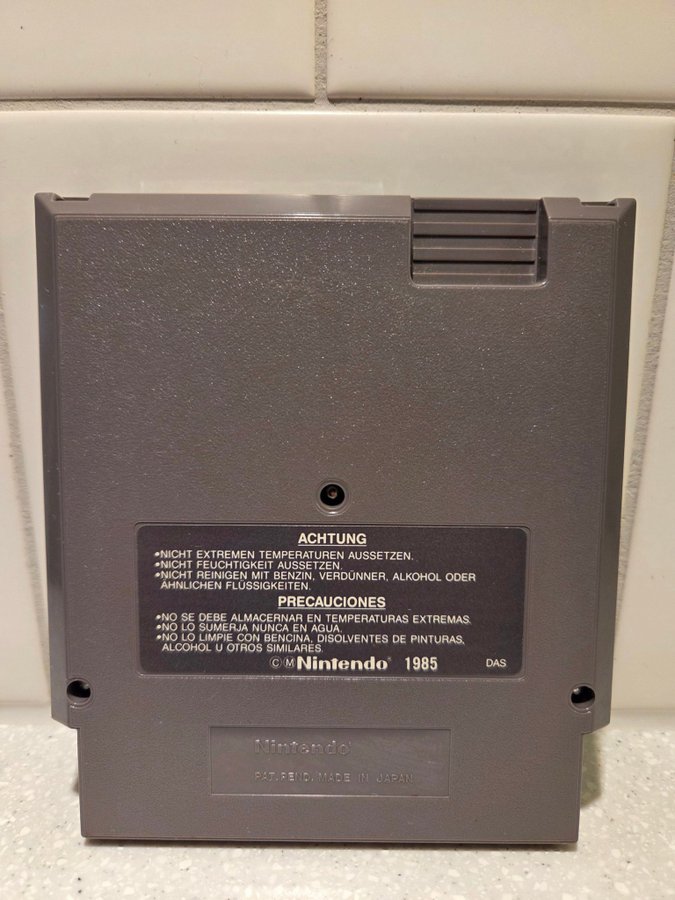 ACHTUNG
•NICHT EXTREMEN TEMPERATUREN AUSSETZEN.
•NICHT FEUCHTIGKEIT AUSSETZEN.
•NICHT REINIGEN MIT BENZIN, VERDÜNNER, ALKOHOL ODER
ÄHNLICHEN FLÜSSIGKEITEN.
PRECAUCIONES
•NO SE DEBE ALMACERNAR EN TEMPERATURAS EXTREMAS.
•NO LO SUMERJA NUNCA EN AGUA.
•NO LO LIMPIE CON BENCINA, DISOLVENTES DE PINTURAS,
ALCOHOL U OTROS SIMILARES.
ⒸⓂNintendo® 1985 DAS
Nintendo®
PAT. PEND. MADE IN JAPAN